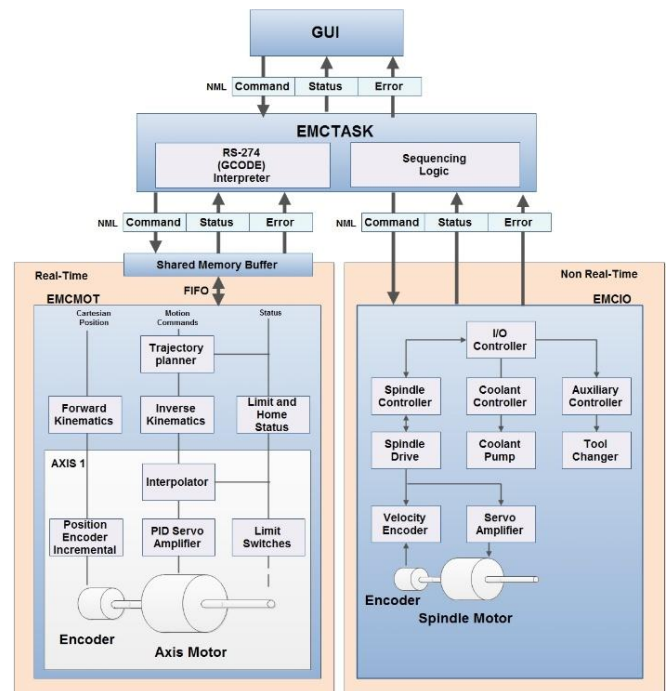 GUI
NML Command Status Error
EMCTASK
RS-274
(GCODE)
Interpreter
Sequencing
Logic
NML Command Status Error
NML Command Status Error
Shared Memory Buffer
Real-Time
FIFO
EMCMOT
Cartesian
Position
Motion
Commands
Status
Trajectory
planner
Forward
Kinematics
Inverse
Kinematics
Limit and
Home
Status
AXIS 1
Interpolator
Position
Encoder
Incremental
PID Servo
Amplifier
Limit
Switches
Encoder
Axis Motor
Non Real-Time
EMCIO
I/O
Controller
Spindle
Controller
Coolant
Controller
Auxiliary
Controller
Spindle
Drive
Coolant
Pump
Tool
Changer
Velocity
Encoder
Servo
Amplifier
Encoder
Spindle Motor